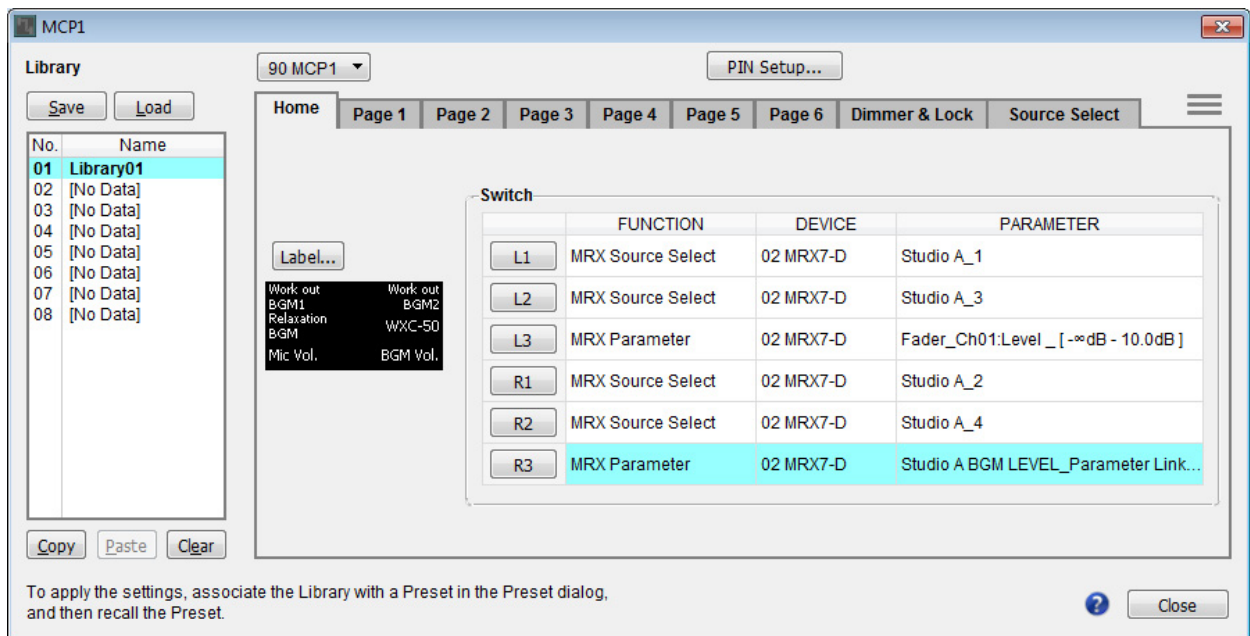 MCP1
Library
90 MCP1
PIN Setup...
Save Load
Home Page 1 Page 2 Page 3 Page 4 Page 5 Page 6 Dimmer & Lock Source Select
No. Name
01 Library01
02 [No Data]
03 [No Data]
04 [No Data]
05 [No Data]
06 [No Data]
07 [No Data]
08 [No Data]
Copy Paste Clear
Label...
Work out Work out
BGM1 BGM2
Relaxation
BGM WXC-50
Mic Vol. BGM Vol.
Switch
FUNCTION DEVICE PARAMETER
L1 MRX Source Select 02 MRX7-D Studio A_1
L2 MRX Source Select 02 MRX7-D Studio A_3
L3 MRX Parameter 02 MRX7-D Fader_Ch01:Level _ [ -∞dB - 10.0dB ]
R1 MRX Source Select 02 MRX7-D Studio A_2
R2 MRX Source Select 02 MRX7-D Studio A_4
R3 MRX Parameter 02 MRX7-D Studio A BGM LEVEL_Parameter Link...
To apply the settings, associate the Library with a Preset in the Preset dialog,
and then recall the Preset.
? Close